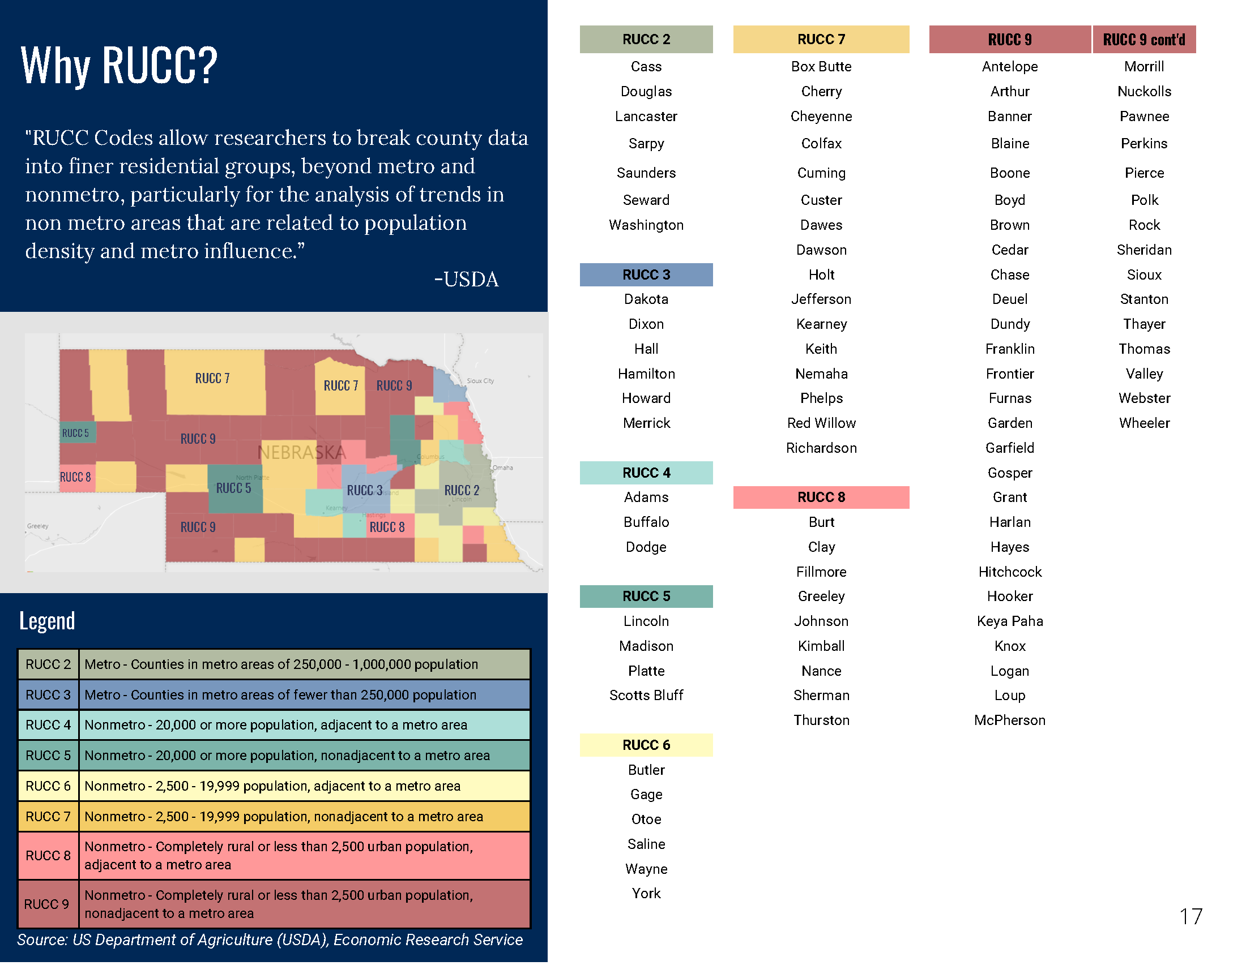 Why RUCC?
"RUCC Codes allow researchers to break county data
into finer residential groups, beyond metro and
nonmetro, particularly for the analysis of trends in
non metro areas that are related to population
density and metro influence.”
-USDA
RUCC 7
RUCC 7
RUCC 9
Sioux City
RUCC 5
RUCC 9
NEBRASKA
Columbus
Omaha
RUCC 8
North Platte
RUCC 5
RUCC 3
RUCC 2
Lincoln
Kearney
Hastings
Greeley
RUCC 9
RUCC 8
Legend
RUCC 2 Metro - Counties in metro areas of 250,000 - 1,000,000 population
RUCC 3 Metro - Counties in metro areas of fewer than 250,000 population
RUCC 4 Nonmetro - 20,000 or more population, adjacent to a metro area
RUCC 5 Nonmetro - 20,000 or more population, nonadjacent to a metro area
RUCC 6 Nonmetro - 2,500 - 19,999 population, adjacent to a metro area
RUCC 7 Nonmetro - 2,500 - 19,999 population, nonadjacent to a metro area
RUCC 8 Nonmetro - Completely rural or less than 2,500 urban population,
adjacent to a metro area
RUCC 9 Nonmetro - Completely rural or less than 2,500 urban population,
nonadjacent to a metro area
Source: US Department of Agriculture (USDA), Economic Research Service
RUCC 2
Cass
Douglas
Lancaster
Sarpy
Saunders
Seward
Washington
RUCC 3
Dakota
Dixon
Hall
Hamilton
Howard
Merrick
RUCC 4
Adams
Buffalo
Dodge
RUCC 5
Lincoln
Madison
Platte
Scotts Bluff
RUCC 6
Butler
Gage
Otoe
Saline
Wayne
York
RUCC 7
Box Butte
Cherry
Cheyenne
Colfax
Cuming
Custer
Dawes
Dawson
Holt
Jefferson
Kearney
Keith
Nemaha
Phelps
Red Willow
Richardson
RUCC 8
Burt
Clay
Fillmore
Greeley
Johnson
Kimball
Nance
Sherman
Thurston
RUCC 9
Antelope
Arthur
Banner
Blaine
Boone
Boyd
Brown
Cedar
Chase
Deuel
Dundy
Franklin
Frontier
Furnas
Garden
Garfield
Gosper
Grant
Harlan
Hayes
Hitchcock
Hooker
Keya Paha
Knox
Logan
Loup
McPherson
RUCC 9 cont'd
Morrill
Nuckolls
Pawnee
Perkins
Pierce
Polk
Rock
Sheridan
Sioux
Stanton
Thayer
Thomas
Valley
Webster
Wheeler
17